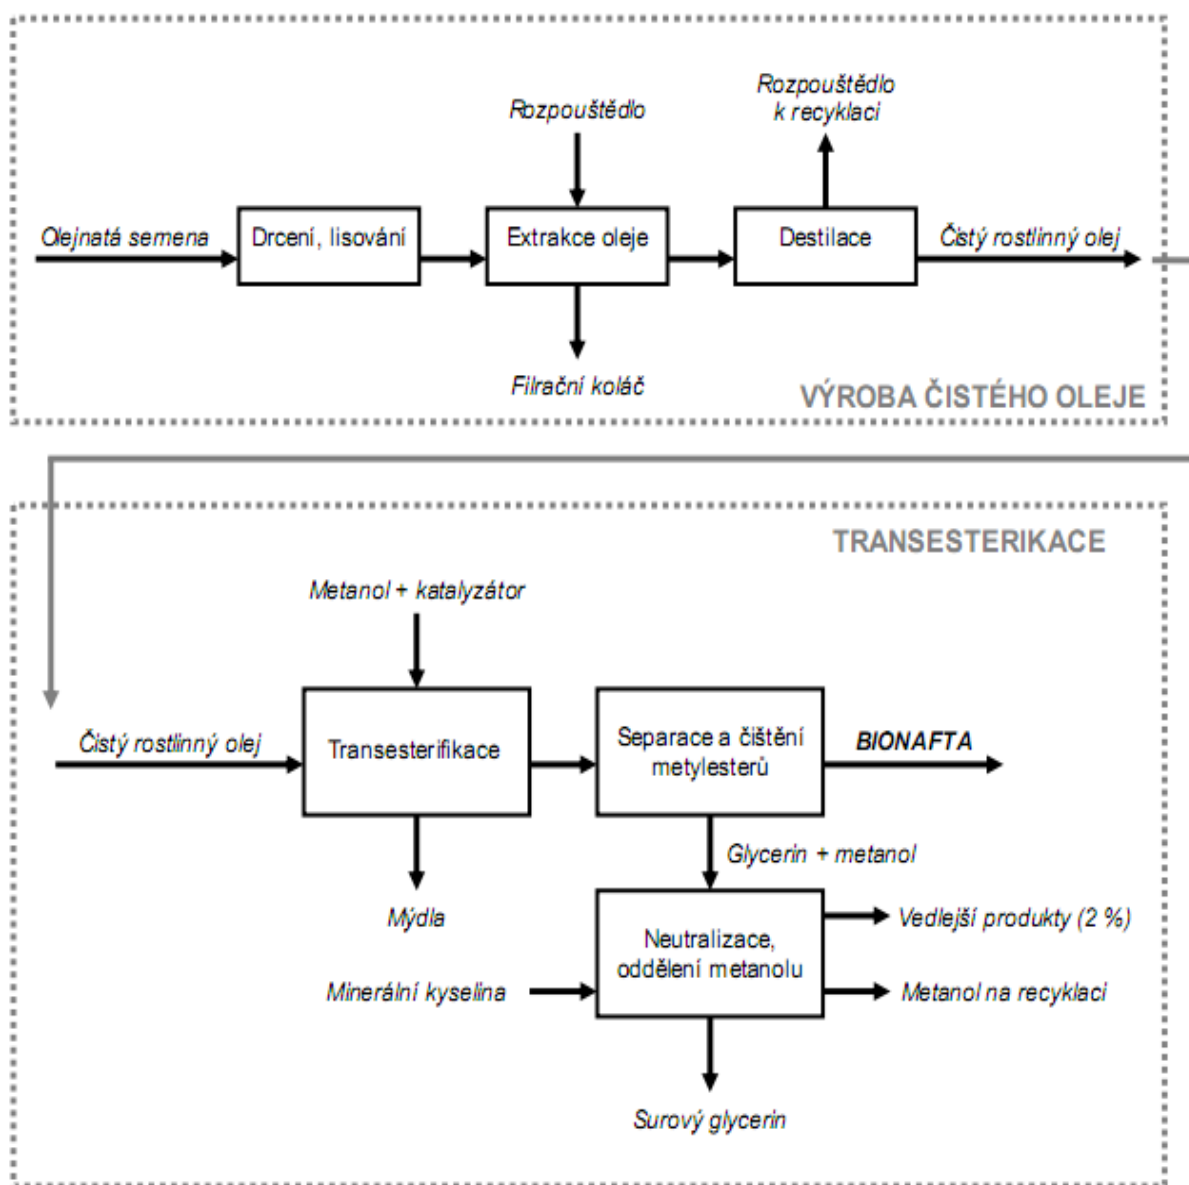 Rozpouštědlo
Rozpouštědlo
k recyklaci
Olejnatá semena
Drcení, lisování
Extrakce oleje
Destilace
Čistý rostlinný olej
Filrační koláč
VÝROBA ČISTÉHO OLEJE
TRANSESTERIKACE
Metanol + katalyzátor
Čistý rostlinný olej
Transesterifikace
Separace a čištění
metylesterů
BIONAFTA
Glycerin + metanol
Mýdla
Neutralizace,
oddělení metanolu
Vedlejší produkty (2 %)
Minerální kyselina
Metanol na recyklaci
Surový glycerin